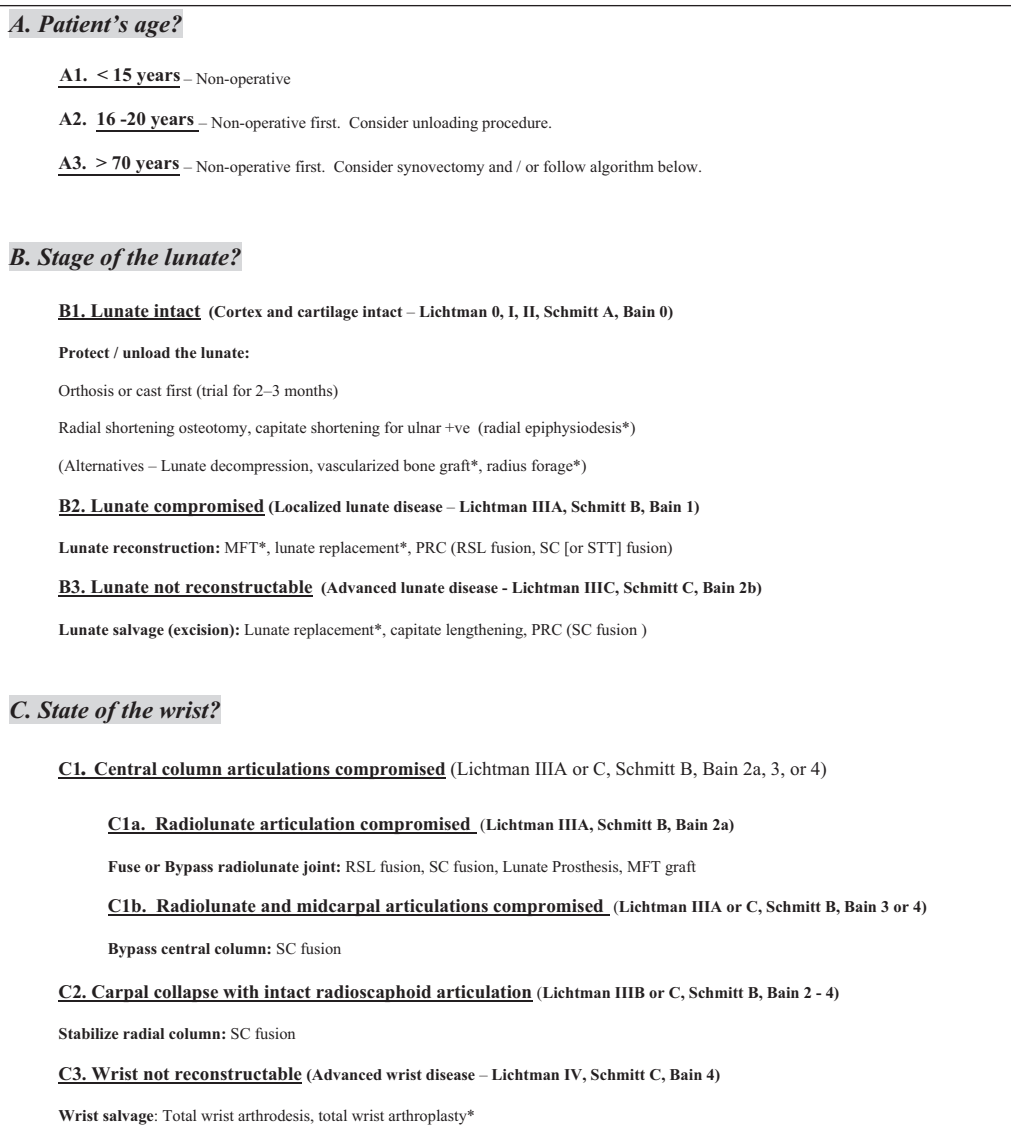 A. Patient’s age?
A1. < 15 years – Non-operative
A2. 16 -20 years – Non-operative first. Consider unloading procedure.
A3. > 70 years – Non-operative first. Consider synovectomy and / or follow algorithm below.
B. Stage of the lunate?
B1. Lunate intact (Cortex and cartilage intact – Lichtman 0, I, II, Schmitt A, Bain 0)
Protect / unload the lunate:
Orthosis or cast first (trial for 2–3 months)
Radial shortening osteotomy, capitate shortening for ulnar +ve (radial epiphysiodesis*)
(Alternatives – Lunate decompression, vascularized bone graft*, radius forage*)
B2. Lunate compromised (Localized lunate disease – Lichtman IIIA, Schmitt B, Bain 1)
Lunate reconstruction: MFT*, lunate replacement*, PRC (RSL fusion, SC [or STT] fusion)
B3. Lunate not reconstructable (Advanced lunate disease - Lichtman IIIC, Schmitt C, Bain 2b)
Lunate salvage (excision): Lunate replacement*, capitate lengthening, PRC (SC fusion )
C. State of the wrist?
C1. Central column articulations compromised (Lichtman IIIA or C, Schmitt B, Bain 2a, 3, or 4)
C1a. Radiolunate articulation compromised (Lichtman IIIA, Schmitt B, Bain 2a)
Fuse or Bypass radiolunate joint: RSL fusion, SC fusion, Lunate Prosthesis, MFT graft
C1b. Radiolunate and midcarpal articulations compromised (Lichtman IIIA or C, Schmitt B, Bain 3 or 4)
Bypass central column: SC fusion
C2. Carpal collapse with intact radioscaphoid articulation (Lichtman IIIB or C, Schmitt B, Bain 2 - 4)
Stabilize radial column: SC fusion
C3. Wrist not reconstructable (Advanced wrist disease – Lichtman IV, Schmitt C, Bain 4)
Wrist salvage: Total wrist arthrodesis, total wrist arthroplasty*